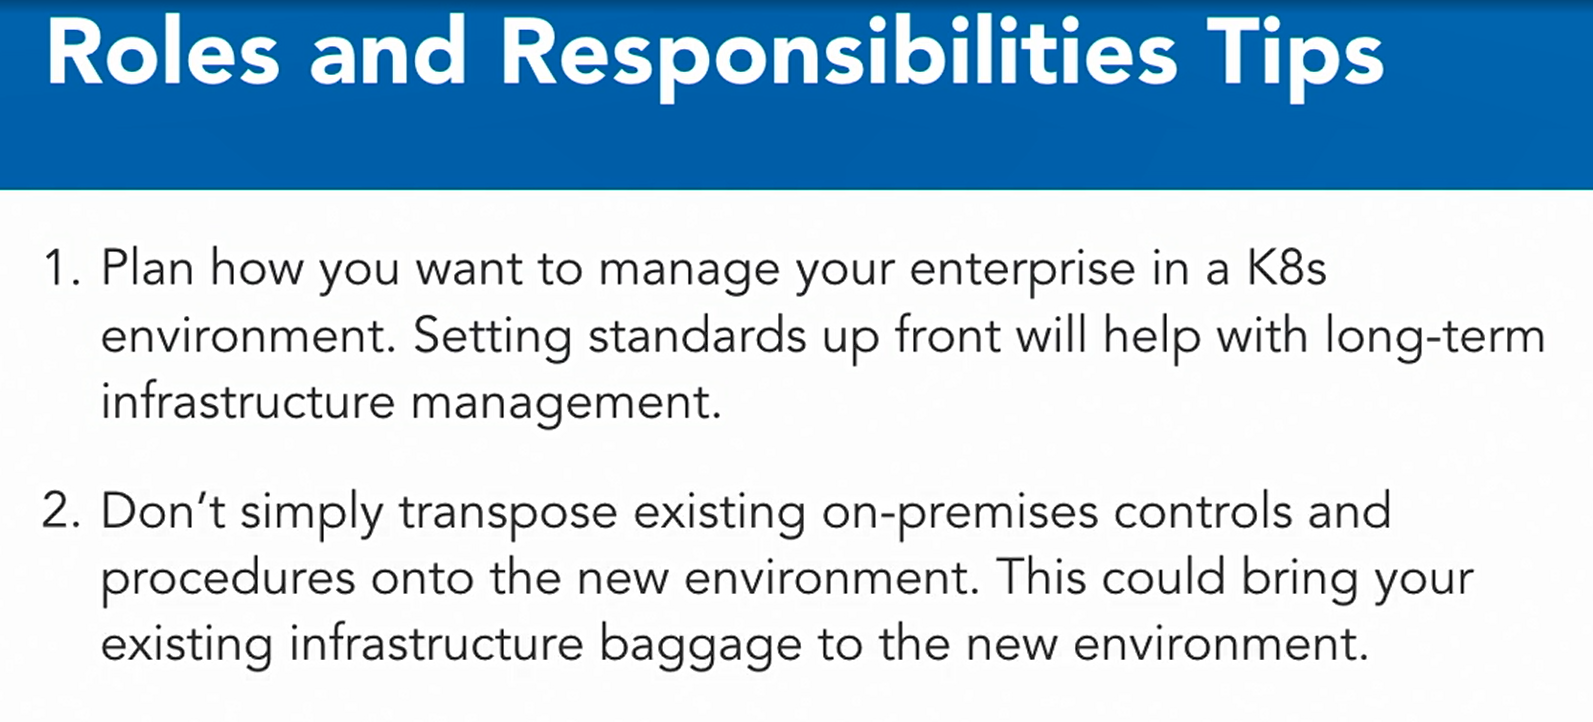 Roles and Responsibilities Tips
1. Plan how you want to manage your enterprise in a K8s
environment. Setting standards up front will help with long-term
infrastructure management.
2. Don’t simply transpose existing on-premises controls and
procedures onto the new environment. This could bring your
existing infrastructure baggage to the new environment.